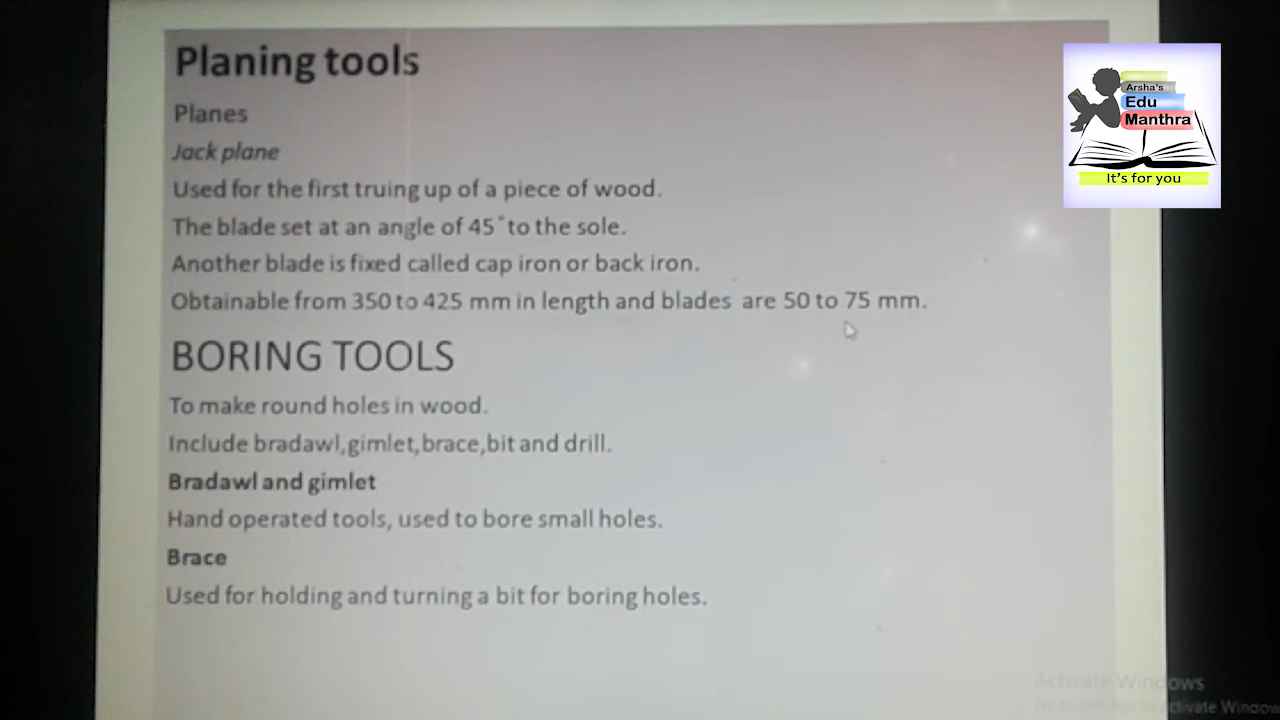 Planing tools
Planes
Jack plane
Used for the first truing up of a piece of wood.
The blade set at an angle of 45˚to the sole.
Another blade is fixed called cap iron or back iron.
Obtainable from 350 to 425 mm in length and blades are 50 to 75 mm.
BORING TOOLS
To make round holes in wood.
Include bradawl,gimlet,brace,bit and drill.
Bradawl and gimlet
Hand operated tools, used to bore small holes.
Brace
Used for holding and turning a bit for boring holes.
Arsha's
Edu
Manthra
It's for you
Activate Windows